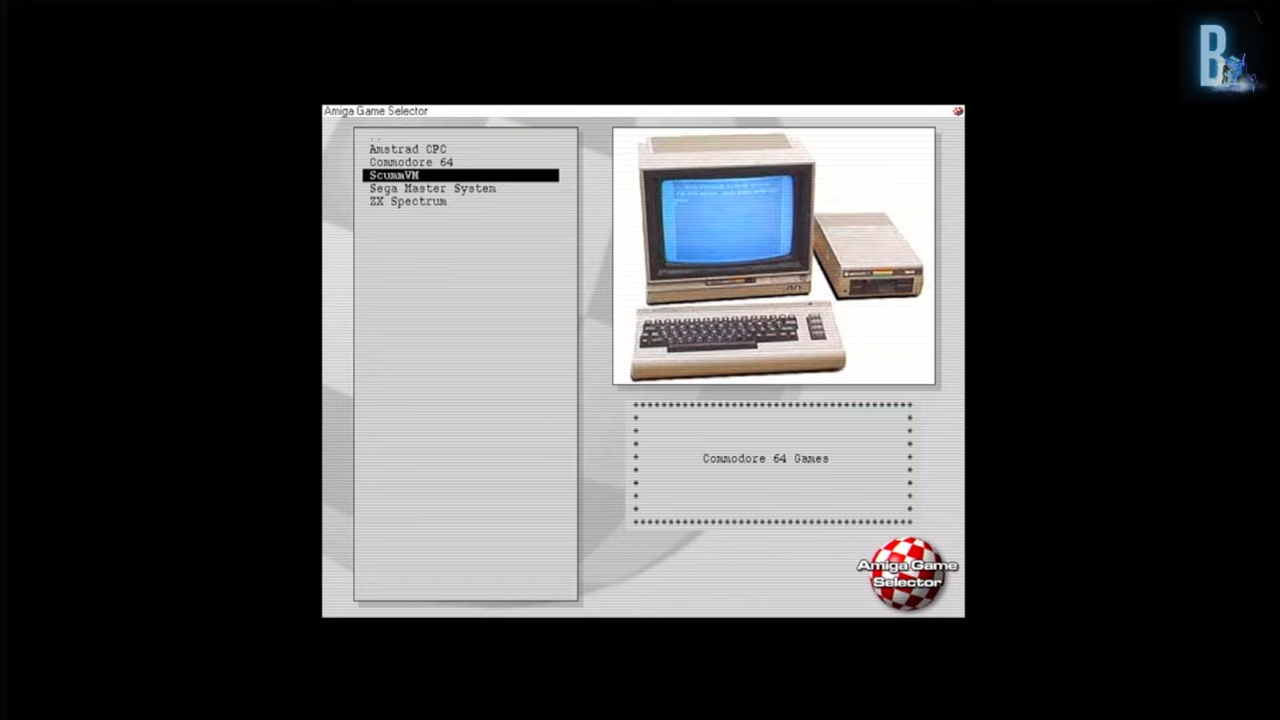 B
Amiga Game Selector
..
Amstrad CPC
Commodore 64
ScummVM
Sega Master System
ZX Spectrum
****************************************
Commodore 64 Games
****************************************
Amiga Game
Selector